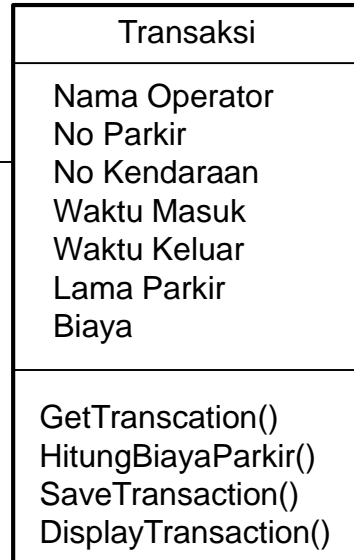 Transaksi
Nama Operator
No Parkir
No Kendaraan
Waktu Masuk
Waktu Keluar
Lama Parkir
Biaya
GetTranscation()
HitungBiayaParkir()
SaveTransaction()
DisplayTransaction()